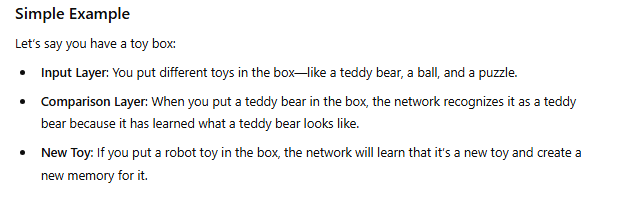 Simple Example
Let's say you have a toy box:
• Input Layer: You put different toys in the box—like a teddy bear, a ball, and a puzzle.
• Comparison Layer: When you put a teddy bear in the box, the network recognizes it as a teddy
bear because it has learned what a teddy bear looks like.
• New Toy: If you put a robot toy in the box, the network will learn that it's a new toy and create a
new memory for it.